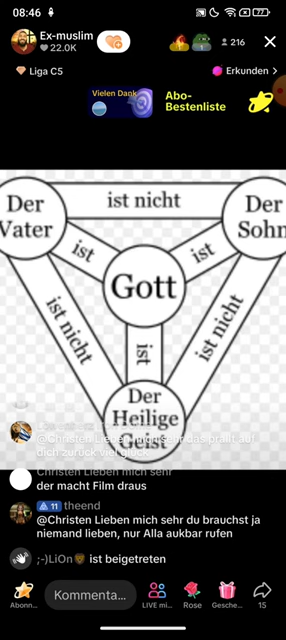 08:46
77
Ex-muslim
22.0K
216
Liga C5
Erkunden >
Vielen Dank
Abo-
Bestenliste
Der
Vater
ist nicht
Der
Sohn
ist
ist
Gott
ist nicht
ist nicht
ist
Der
Heilige
Geist
@Christen Lieben mich sehr das prallt auf
dich zurück viel glück
Christen Lieben mich sehr
der macht Film draus
11 theend
@Christen Lieben mich sehr du brauchst ja
niemand lieben, nur Alla aukbar rufen
;-)LiOn🦁 ist beigetreten
Abonn...
Kommenta...
LIVE mi...
Rose
Gesche...
15